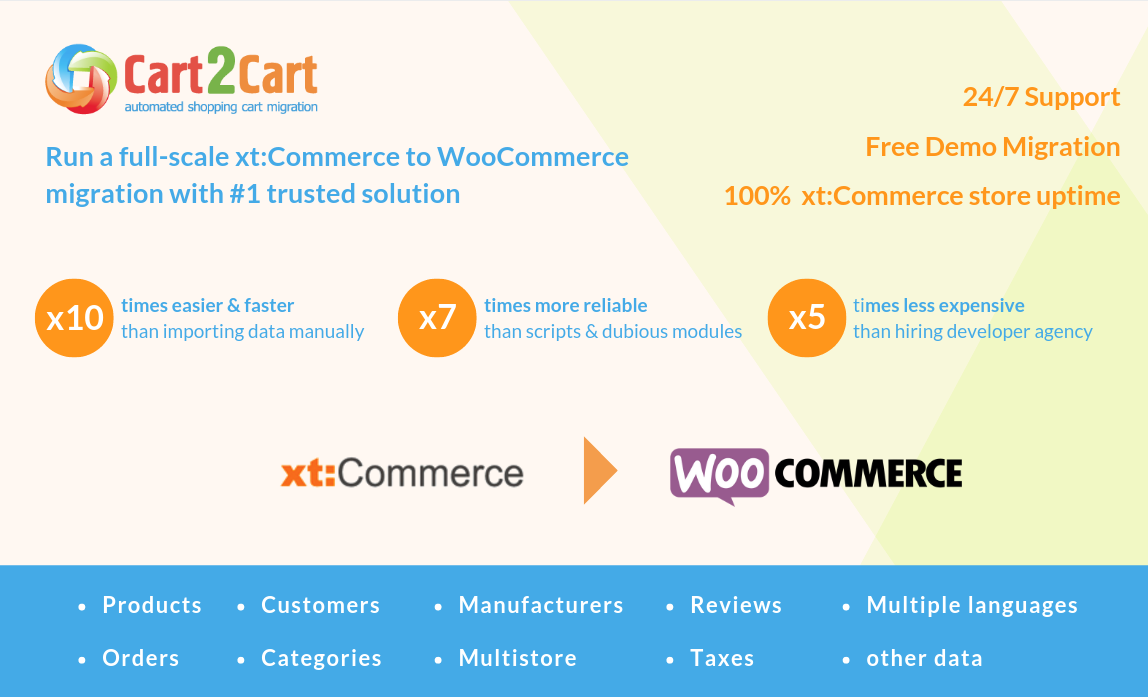 Cart2Cart
automated shopping cart migration
Run a full-scale xt:Commerce to WooCommerce
migration with #1 trusted solution
24/7 Support
Free Demo Migration
100% xt:Commerce store uptime
x10
times easier & faster
than importing data manually
x7
times more reliable
than scripts & dubious modules
x5
times less expensive
than hiring developer agency
xt:Commerce
WOO COMMERCE
• Products • Customers • Manufacturers • Reviews • Multiple languages
• Orders • Categories • Multistore • Taxes • other data